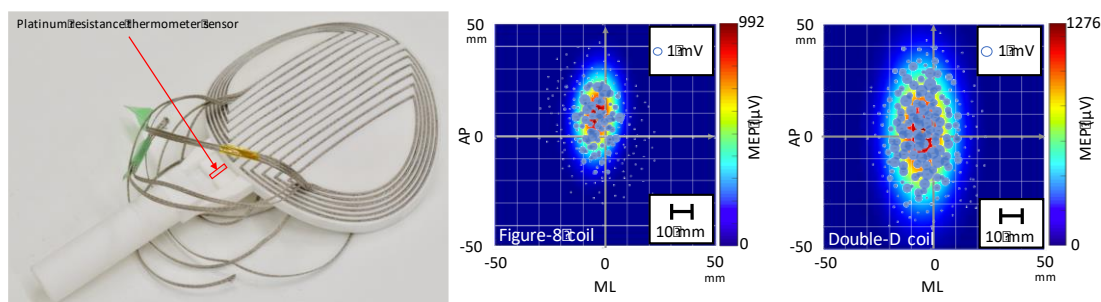 Platinum resistance thermometer sensor
50
mm
AP 0
-50
-50 0 50
mm
ML
1 mV
10 mm
Figure-8 coil
992
MEP (μV)
0
50
mm
AP 0
-50
-50 0 50
mm
ML
1 mV
10 mm
Double-D coil
1276
MEP (μV)
0